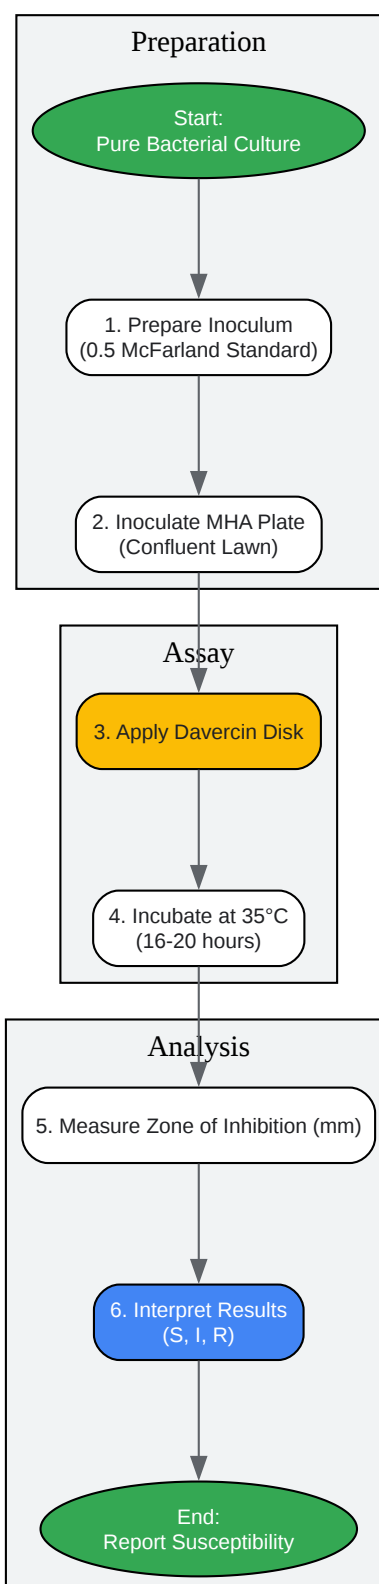 Preparation
Start:
Pure Bacterial Culture
1. Prepare Inoculum
(0.5 McFarland Standard)
2. Inoculate MHA Plate
(Confluent Lawn)
Assay
3. Apply Davercin Disk
4. Incubate at 35°C
(16-20 hours)
Analysis
5. Measure Zone of Inhibition (mm)
6. Interpret Results
(S, I, R)
End:
Report Susceptibility